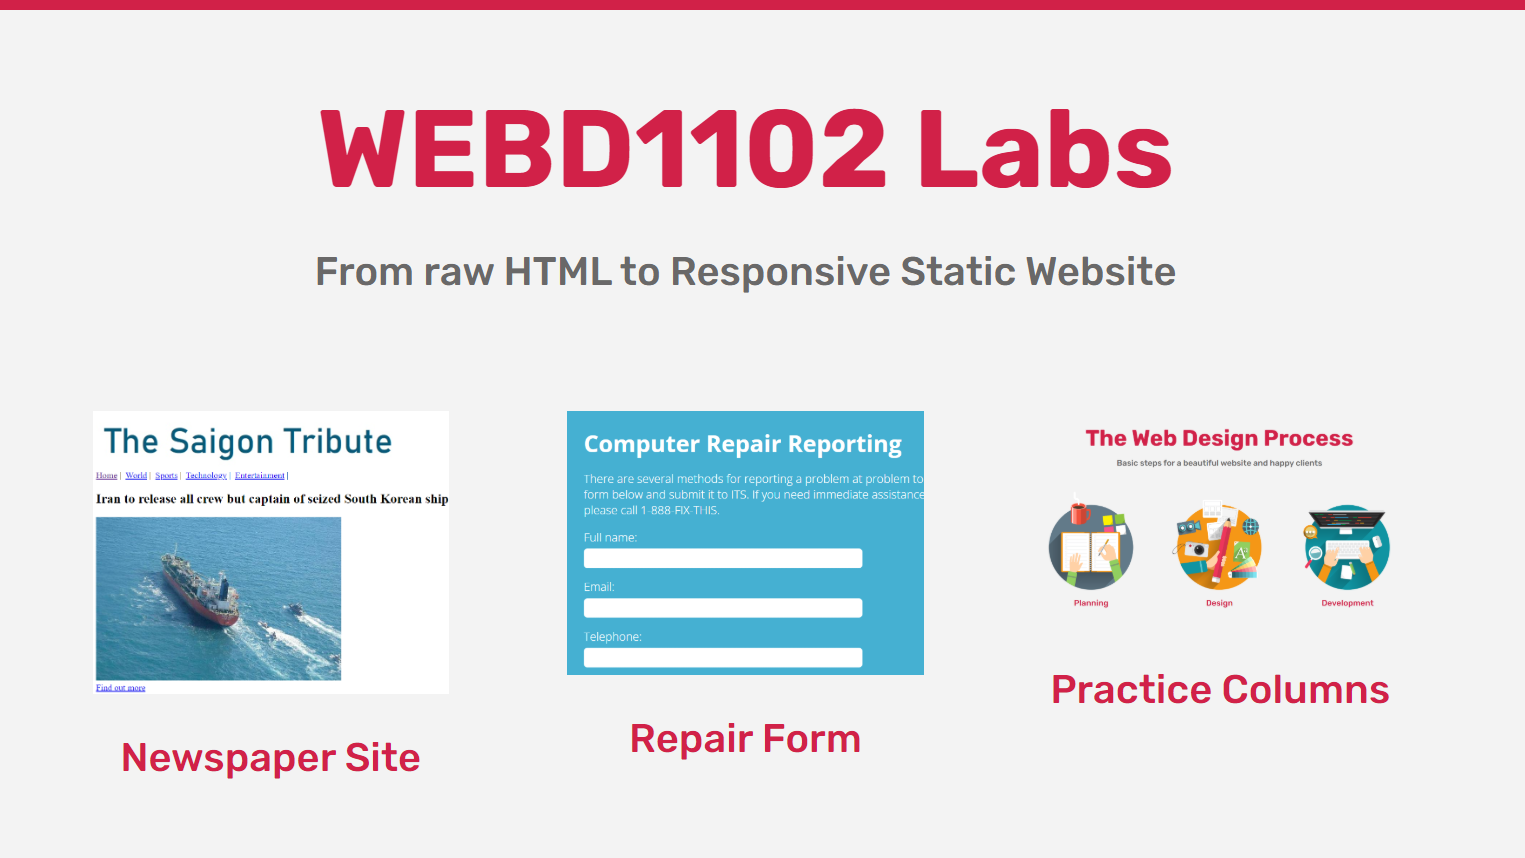 WEBD1102 Labs
From raw HTML to Responsive Static Website
The Saigon Tribute
Home | World | Sports | Technology | Entertainment |
Iran to release all crew but captain of seized South Korean ship
Find out more
Newspaper Site
Computer Repair Reporting
There are several methods for reporting a problem at problem to
form below and submit it to ITS. If you need immediate assistance
please call 1-888-FIX-THIS.
Full name:
Email:
Telephone:
Repair Form
The Web Design Process
Basic steps for a beautiful website and happy clients
Planning
Design
Development
Practice Columns